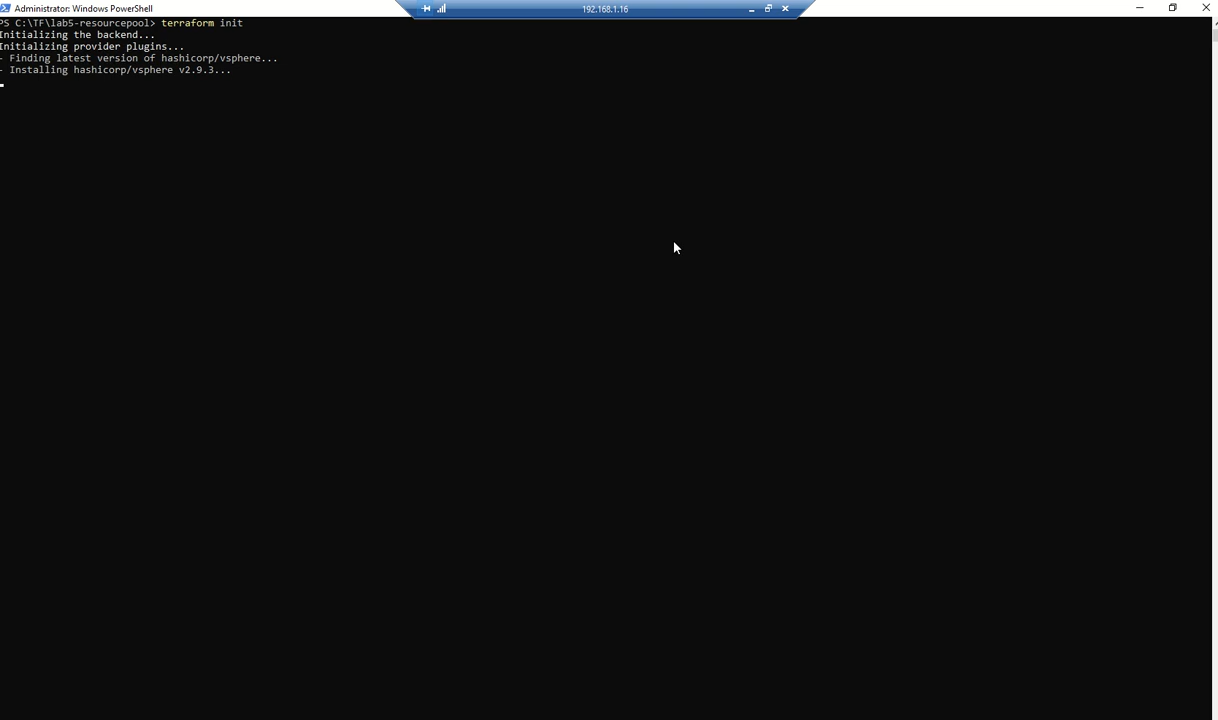 Administrator: Windows PowerShell
192.168.1.16
PS C:\TF\lab5-resourcepool> terraform init
Initializing the backend...
Initializing provider plugins...
- Finding latest version of hashicorp/vsphere...
- Installing hashicorp/vsphere v2.9.3...